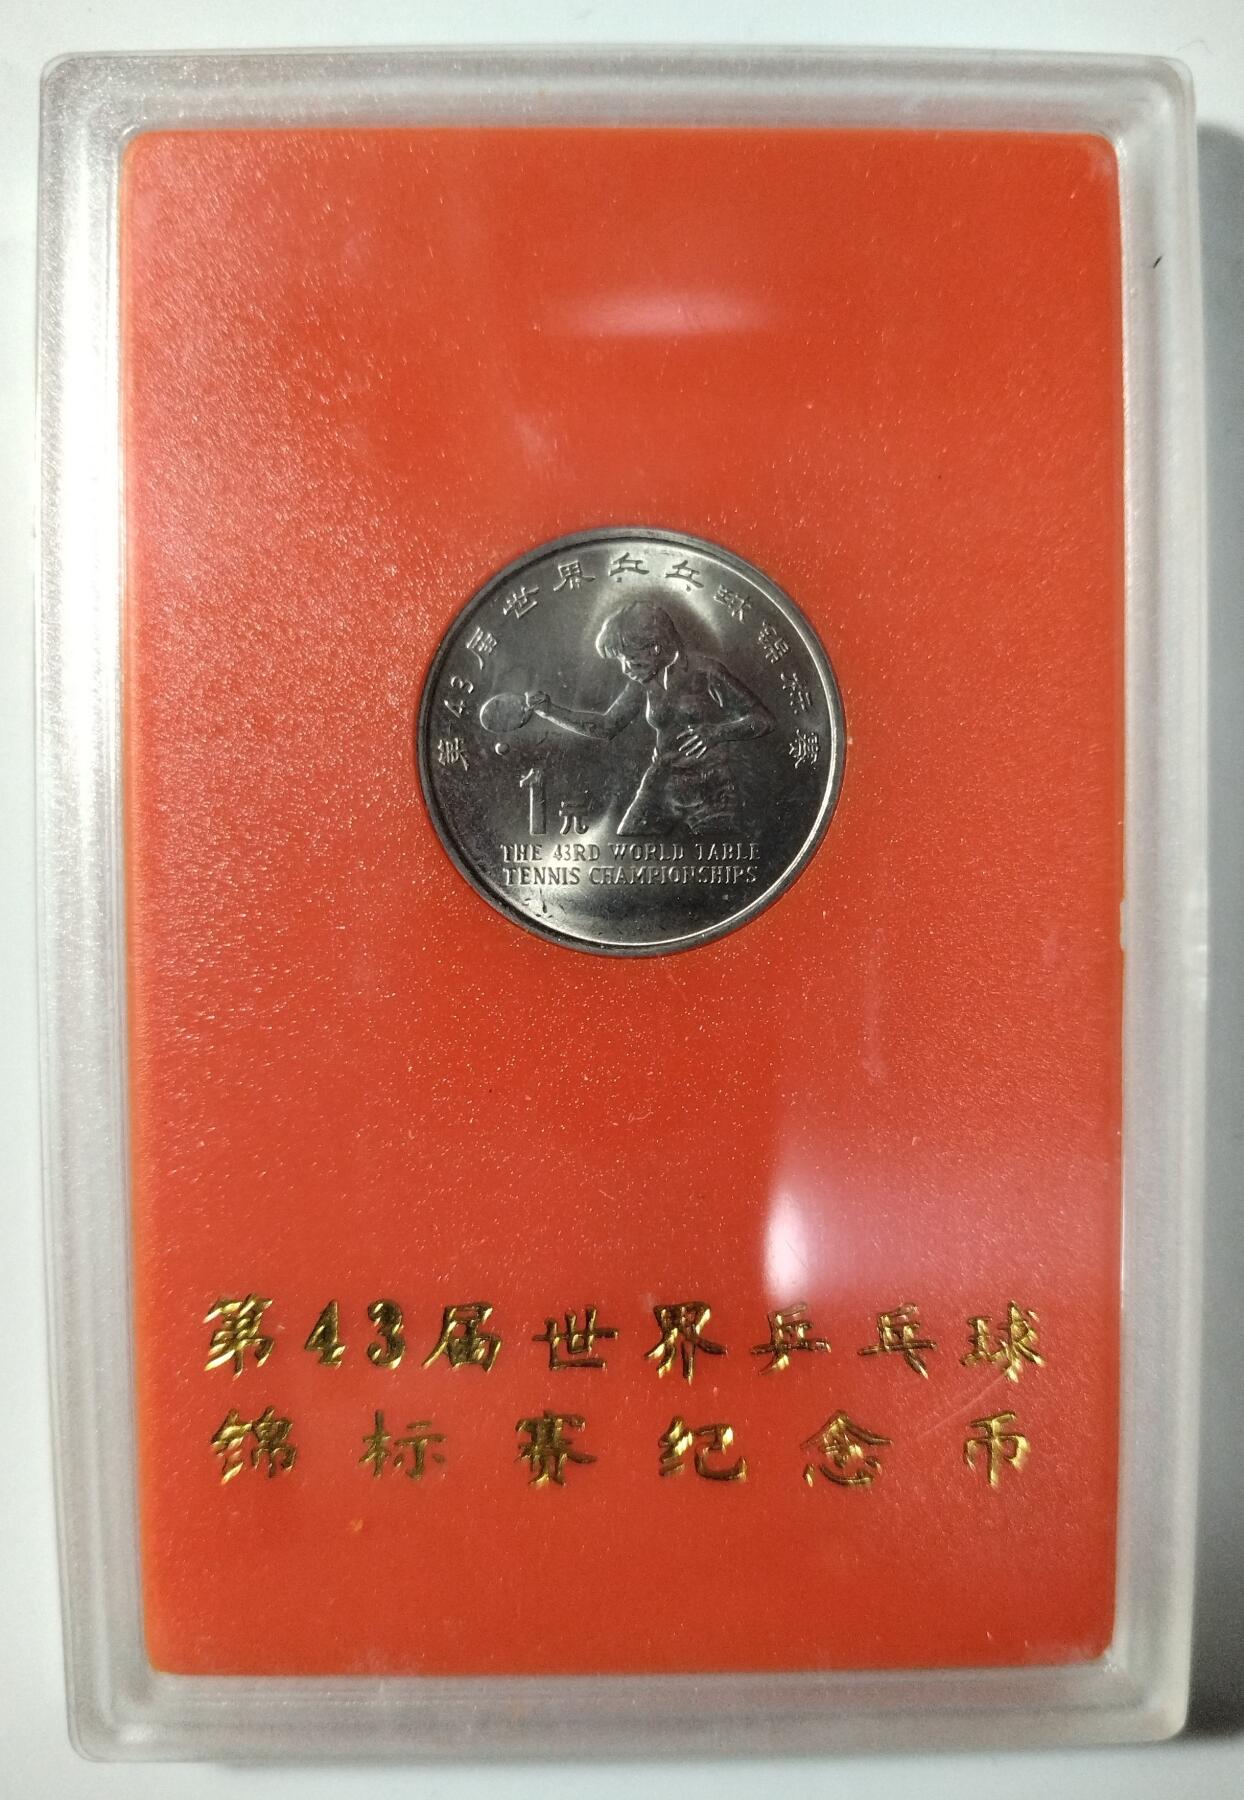 第43届世界乒乓球锦标赛
1元
THE 43RD WORLD TABLE
TENNIS CHAMPIONSHIPS
第43届世界乒乓球
锦标赛纪念币